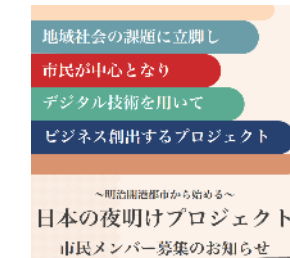 地域社会の課題に立脚し
市民が中心となり
デジタル技術を用いて
ビジネス創出するプロジェクト
~明治開港都市から始める~
日本の夜明けプロジェクト
市民メンバー募集のお知らせ